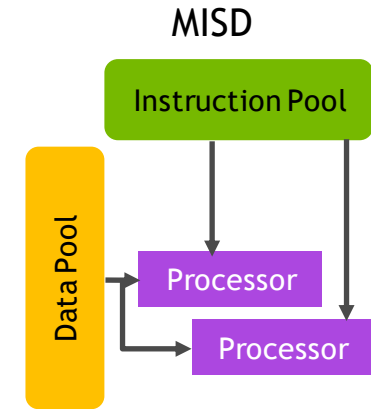 MISD
Instruction Pool
Data Pool
Processor
Processor